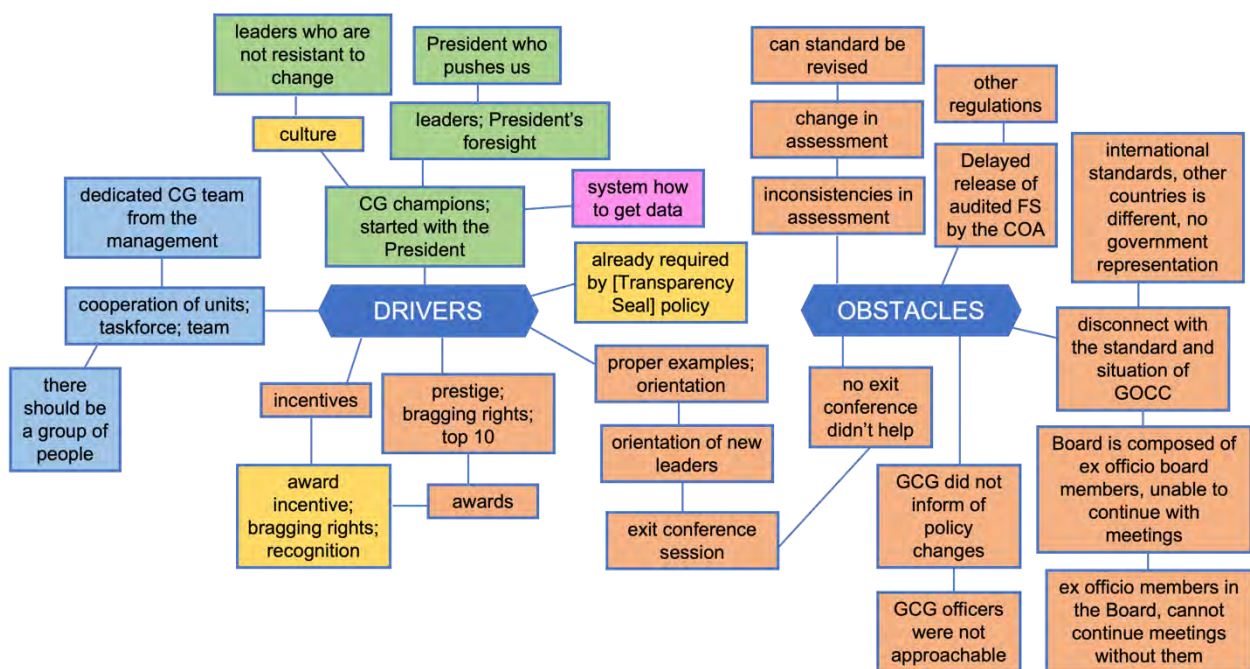 leaders who are
not resistant to
change
President who
pushes us
culture
leaders; President's
foresight
dedicated CG team
from the
management
CG champions;
started with the
President
system how
to get data
cooperation of units;
taskforce; team
DRIVERS
already required
by [Transparency
Seal] policy
there
should be
a group of
people
incentives
prestige;
bragging rights;
top 10
proper examples;
orientation
award
incentive;
bragging rights;
recognition
awards
orientation of new
leaders
exit conference
session
can standard be
revised
change in
assessment
inconsistencies in
assessment
other
regulations
Delayed
release of
audited FS
by the COA
international
standards, other
countries is
different, no
government
representation
OBSTACLES
disconnect with
the standard and
situation of
GOCC
no exit
conference
didn't help
GCG did not
inform of
policy
changes
GCG officers
were not
approachable
Board is composed of
ex officio board
members, unable to
continue with
meetings
ex officio members in
the Board, cannot
continue meetings
without them